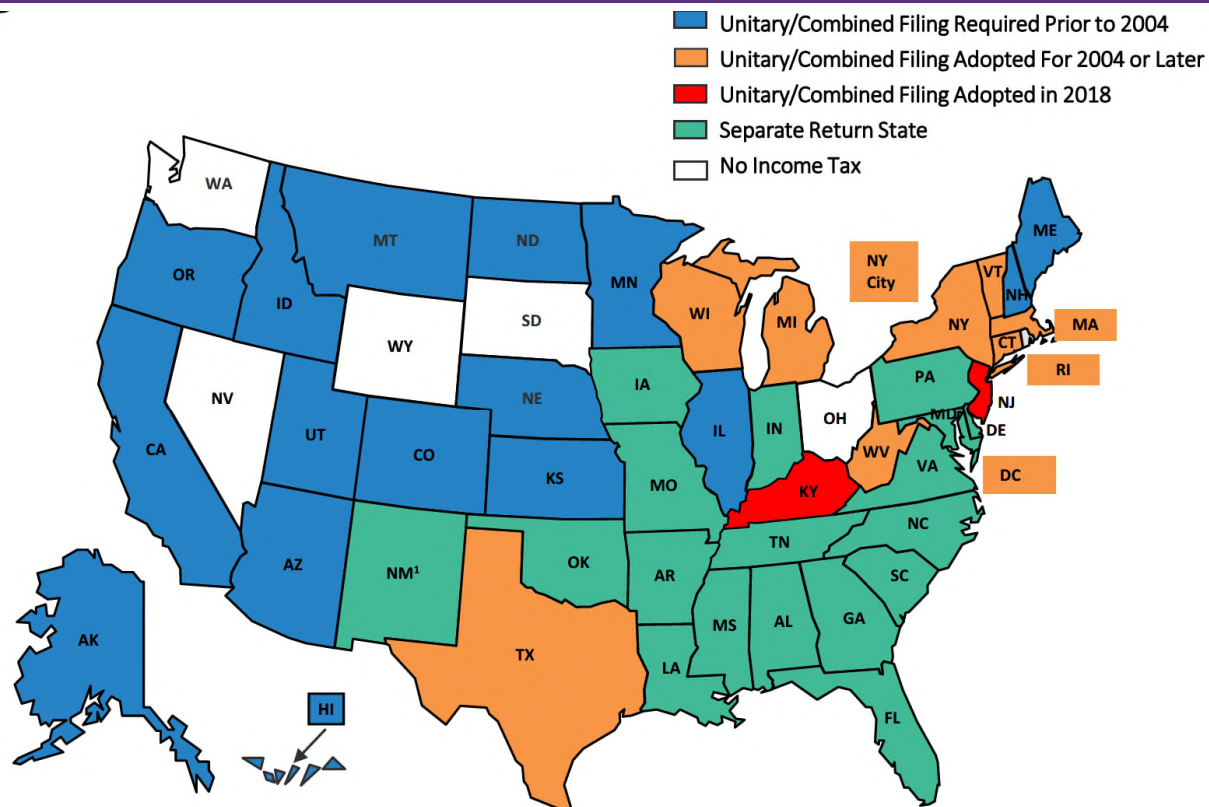 Unitary/Combined Filing Required Prior to 2004
Unitary/Combined Filing Adopted For 2004 or Later
Unitary/Combined Filing Adopted in 2018
Separate Return State
No Income Tax
WA
MT
ND
MN
ME
OR
ID
SD
WI
MI
NY
City
VT
NH
NY
MA
WY
CT
RI
NV
NE
IA
PA
NJ
CA
UT
CO
IL
IN
OH
MD
DE
KS
MO
WV
VA
DC
KY
AZ
NM¹
OK
TN
NC
AR
SC
AK
TX
MS
AL
GA
LA
HI
FL